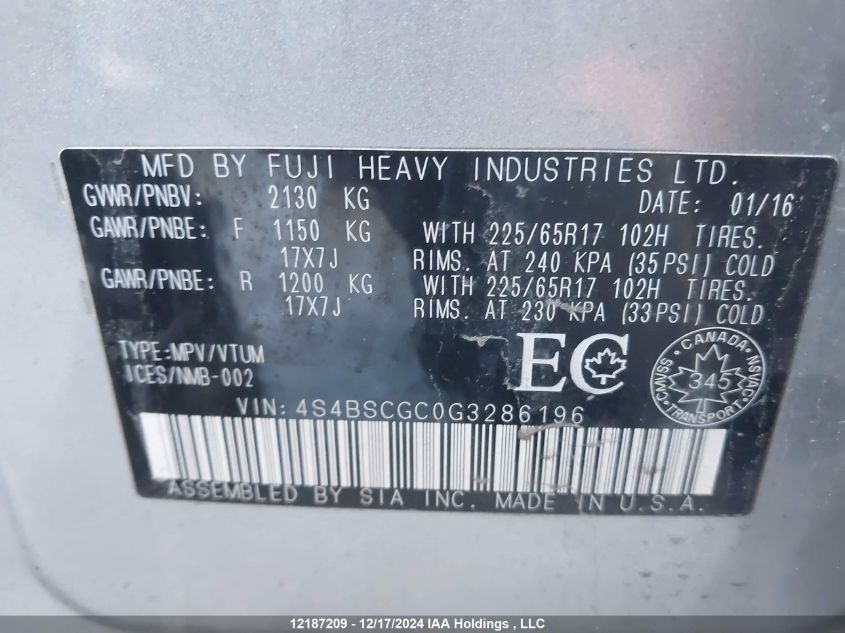 MFD BY FUJI HEAVY INDUSTRIES LTD.
GVWR/PNBV: 2130 KG DATE: 01/16
GAWR/PNBE: F 1150 KG WITH 225/65R17 102H TIRES.
17X7J RIMS. AT 240 KPA (35PSI) COLD
GAWR/PNBE: R 1200 KG WITH 225/65R17 102H TIRES.
17X7J RIMS. AT 230 KPA (33PSI) COLD
TYPE:MPV/VTUM
ICES/NMB-002
EC
CANADA
NSVAC
345
CMVSS
TRANSPORT
VIN: 4S4BSCGC0G3286196
ASSEMBLED BY SIA INC. MADE IN U.S.A.
12187209 - 12/17/2024 IAA Holdings , LLC